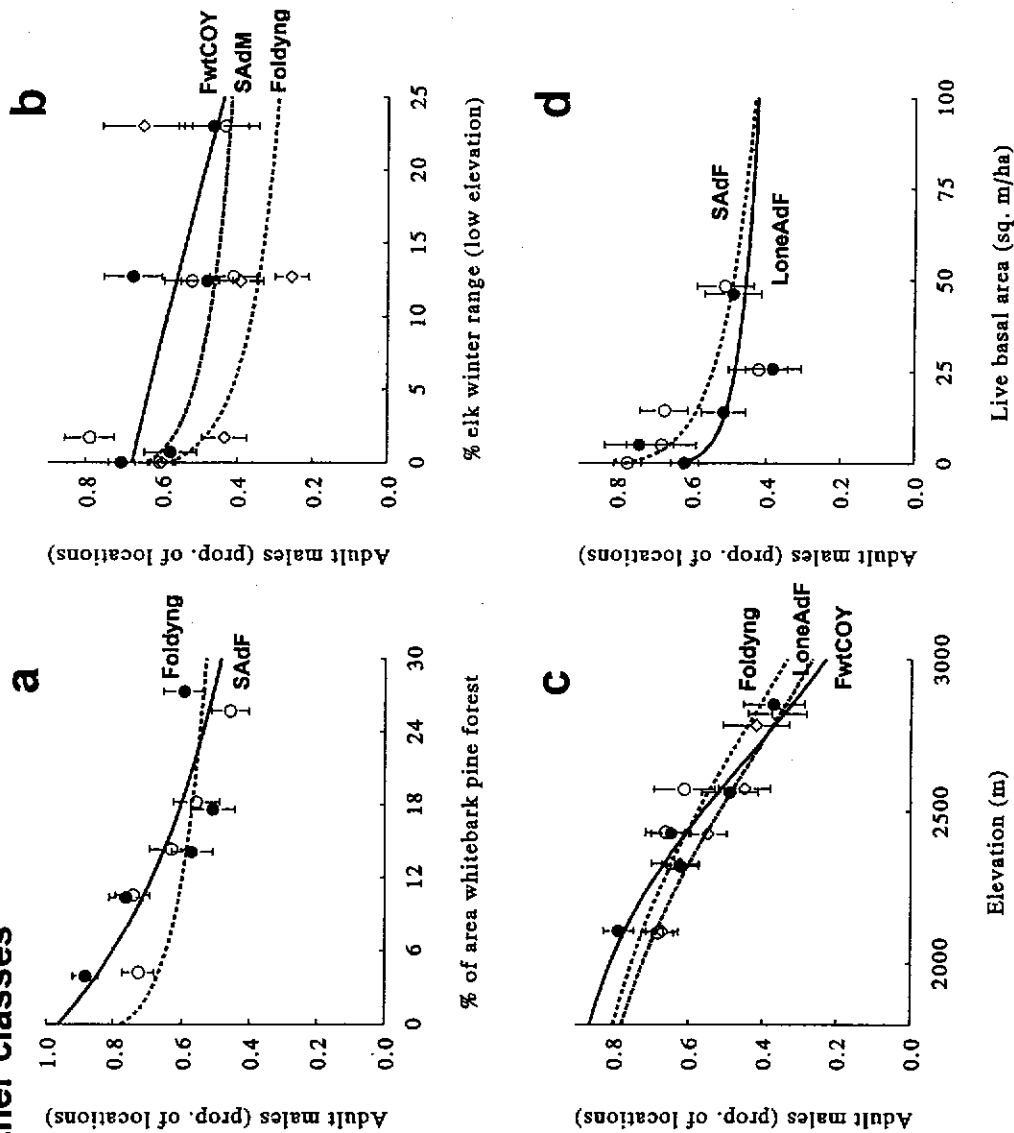 her classes
a
1.0
0.8
0.6
0.4
0.2
0.0
Adult males (prop. of locations)
Foldyng
SAdF
0
6
12
18
24
30
% of area whitebark pine forest
b
0.8
0.6
0.4
0.2
0.0
Adult males (prop. of locations)
FwtCOY
SAdM
Foldyng
0
5
10
15
20
25
% elk winter range (low elevation)
c
0.8
0.6
0.4
0.2
0.0
Adult males (prop. of locations)
Foldyng
LoneAdF
FwtCOY
2000
2500
3000
Elevation (m)
d
0.8
0.6
0.4
0.2
0.0
Adult males (prop. of locations)
SAdF
LoneAdF
0
25
50
75
100
Live basal area (sq. m/ha)